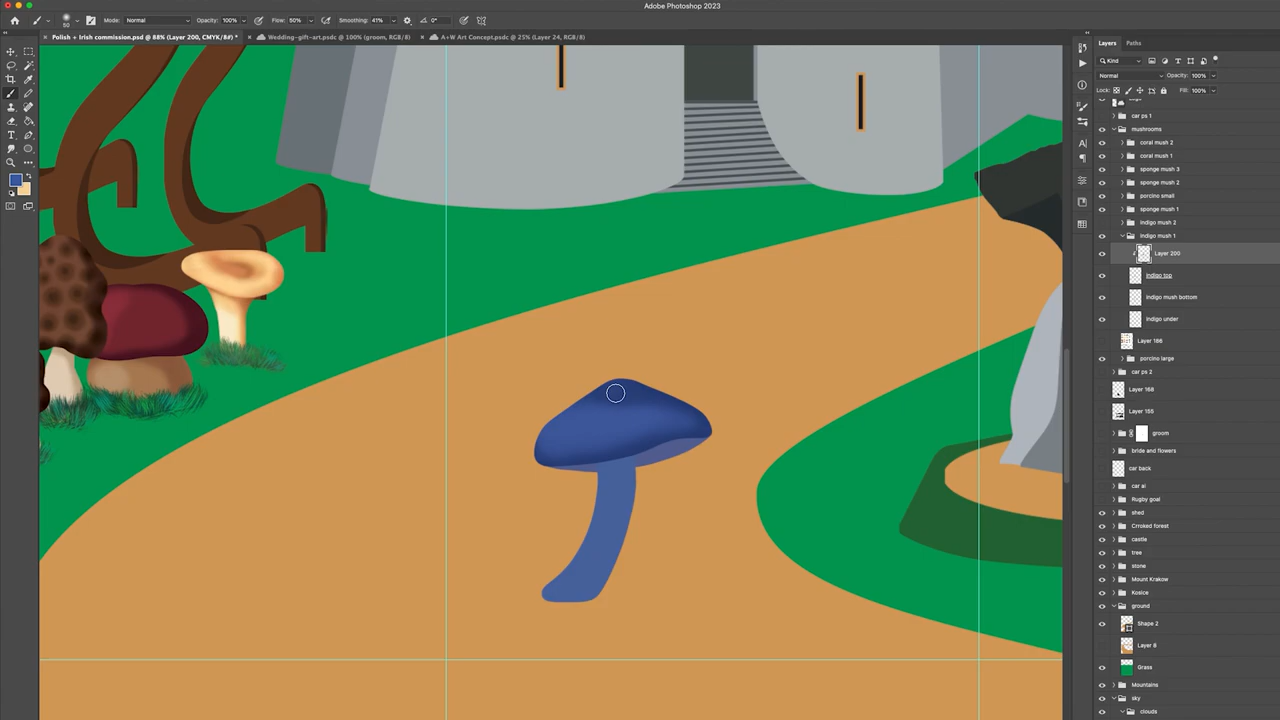 Adobe Photoshop 2023
50 Mode: Normal Opacity: 100% Flow: 50% Smoothing: 41% 0°
Polish + Irish commission.psd @ 88% (Layer 200, CMYK/8#) *
Wedding-gift-art.psdc @ 100% (groom, RGB/8)
A+W Art Concept.psdc @ 25% (Layer 24, RGB/8)
Layers Paths
Kind
Normal Opacity: 100%
Lock: Fill: 100%
car ps 1
mushrooms
coral mush 2
coral mush 1
sponge mush 3
sponge mush 2
porcino small
sponge mush 1
Indigo mush 2
Indigo mush 1
Layer 200
Indigo top
Indigo mush bottom
Indigo under
Layer 166
porcino large
car ps 2
Layer 168
Layer 155
groom
bride and flowers
car back
car ai
Rugby goal
shed
Crroked forest
castle
tree
stone
Mount Krakow
Kosice
ground
Shape 2
Layer 8
Grass
Mountains
sky
clouds